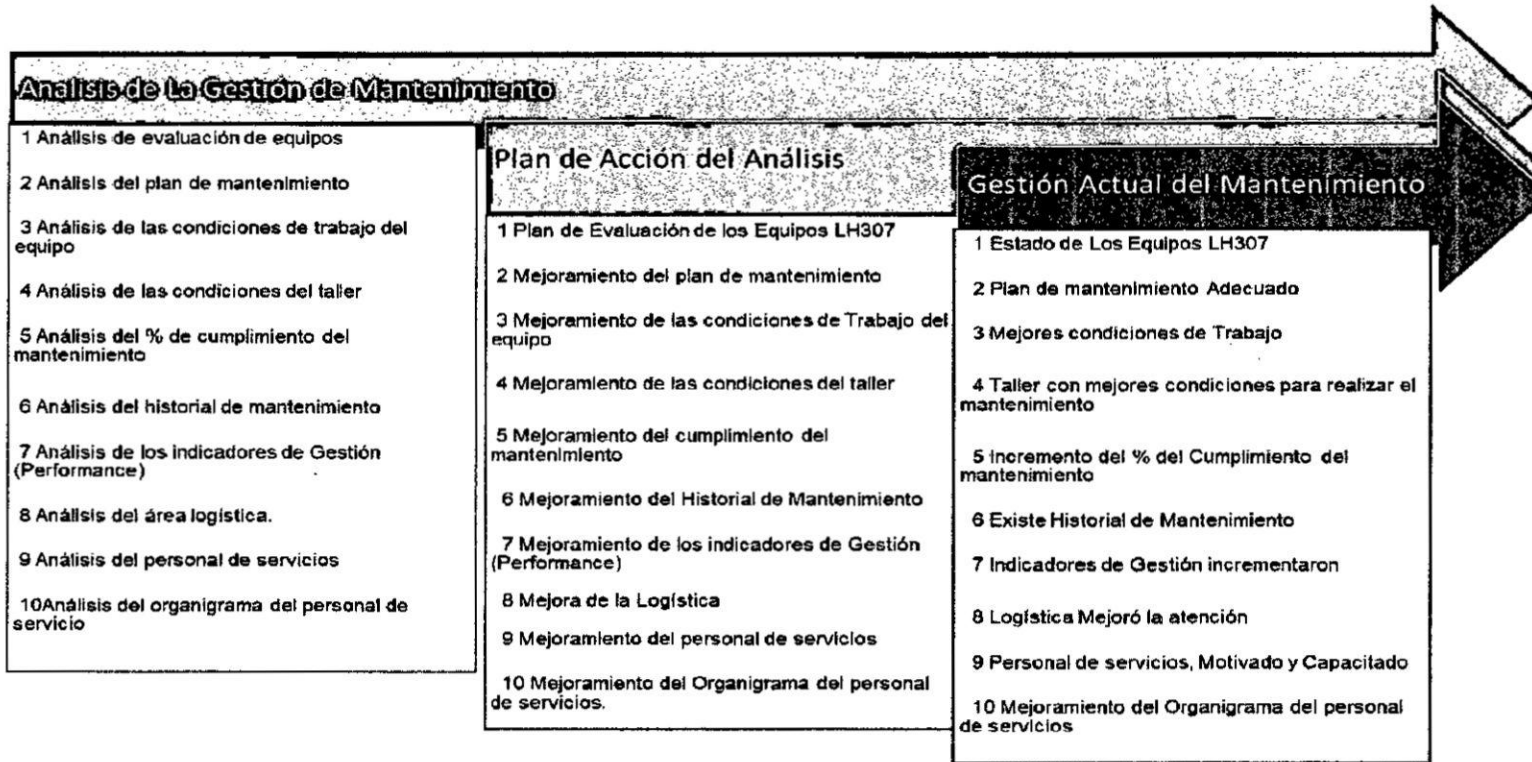 Analisis de La Gestión de Mantenimiento
1 Análisis de evaluación de equipos
2 Análisis del plan de mantenimiento
3 Análisis de las condiciones de trabajo del
equipo
4 Análisis de las condiciones del taller
5 Análisis del % de cumplimiento del
mantenimiento
6 Análisis del historial de mantenimiento
7 Análisis de los indicadores de Gestión
(Performance)
8 Análisis del área logística.
9 Análisis del personal de servicios
10Análisis del organigrama del personal de
servicio
Plan de Acción del Análisis
1 Plan de Evaluación de los Equipos LH307
2 Mejoramiento del plan de mantenimiento
3 Mejoramiento de las condiciones de Trabajo del
equipo
4 Mejoramiento de las condiciones del taller
5 Mejoramiento del cumplimiento del
mantenimiento
6 Mejoramiento del Historial de Mantenimiento
7 Mejoramiento de los indicadores de Gestión
(Performance)
8 Mejora de la Logística
9 Mejoramiento del personal de servicios
10 Mejoramiento del Organigrama del personal
de servicios.
Gestión Actual del Mantenimiento
1 Estado de Los Equipos LH307
2 Plan de mantenimiento Adecuado
3 Mejores condiciones de Trabajo
4 Taller con mejores condiciones para realizar el
mantenimiento
5 Incremento del % del Cumplimiento del
mantenimiento
6 Existe Historial de Mantenimiento
7 Indicadores de Gestión incrementaron
8 Logística Mejoró la atención
9 Personal de servicios, Motivado y Capacitado
10 Mejoramiento del Organigrama del personal
de servicios